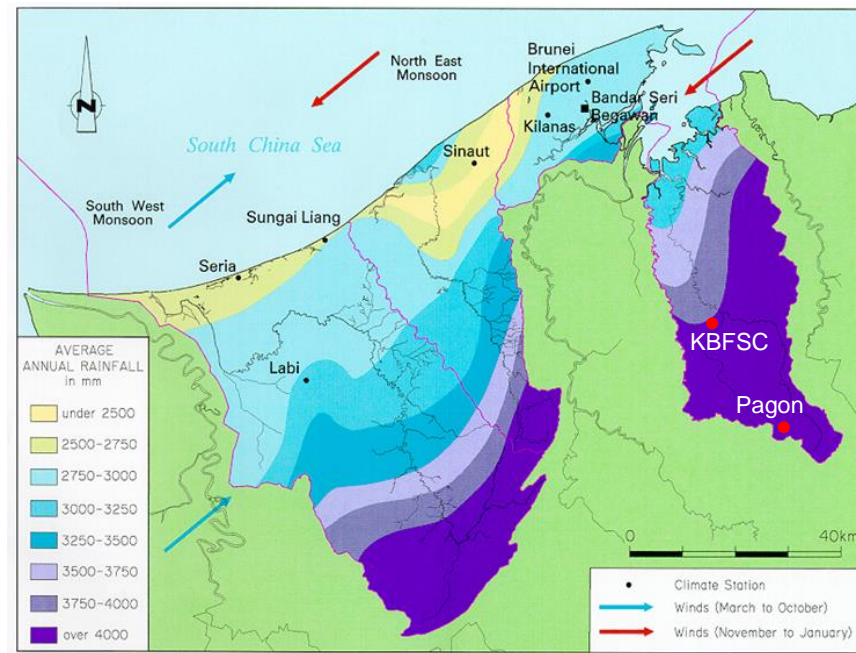 North East
Monsoon
Brunei
International
Airport
Bandar Seri
Begawan
Kilanas
N
South China Sea
Sinaut
South West
Monsoon
Sungai Liang
Seria
KBFSC
Labi
Pagon
AVERAGE
ANNUAL RAINFALL
in mm
under 2500
2500-2750
2750-3000
3000-3250
3250-3500
3500-3750
3750-4000
over 4000
0 40km
Climate Station
Winds (March to October)
Winds (November to January)